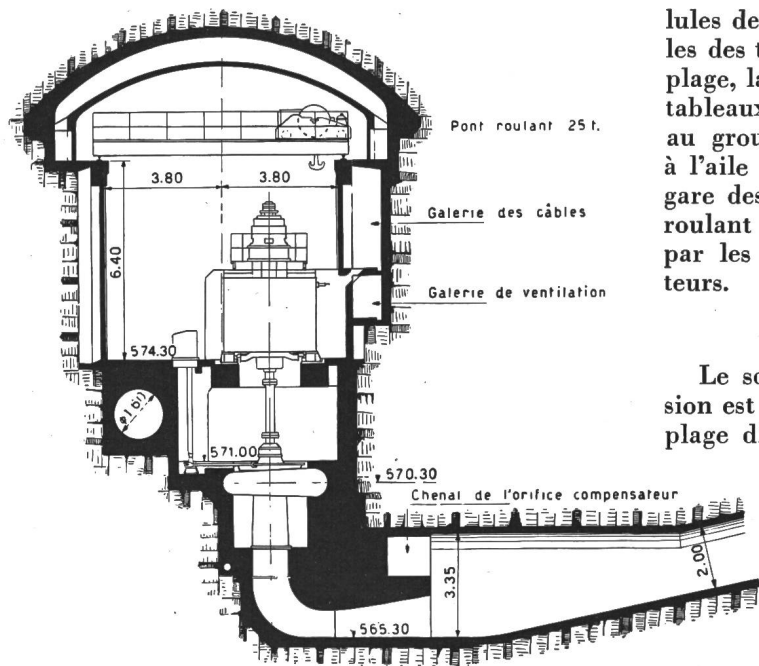 Pont roulant 25 t.
3.80 3.80
Galerie des câbles
6.40
Galerie de ventilation
574.30
ø1.60
571.00
570.30
Chenal de l'orifice compensateur
3.35
2.00
565.30
lules de
les des t
plage, la
tableaux
au grou
à l'aile
gare des
roulant
par les
teurs.
Le so
sion est
plage d